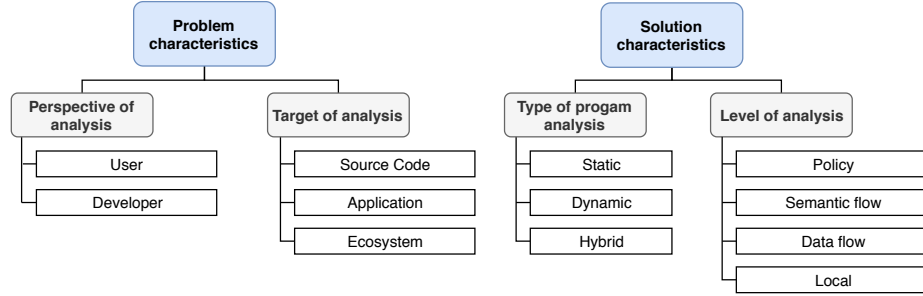 Problem
characteristics
Solution
characteristics
Perspective of
analysis
Target of analysis
Type of progam
analysis
Level of analysis
User
Developer
Source Code
Application
Ecosystem
Static
Dynamic
Hybrid
Policy
Semantic flow
Data flow
Local